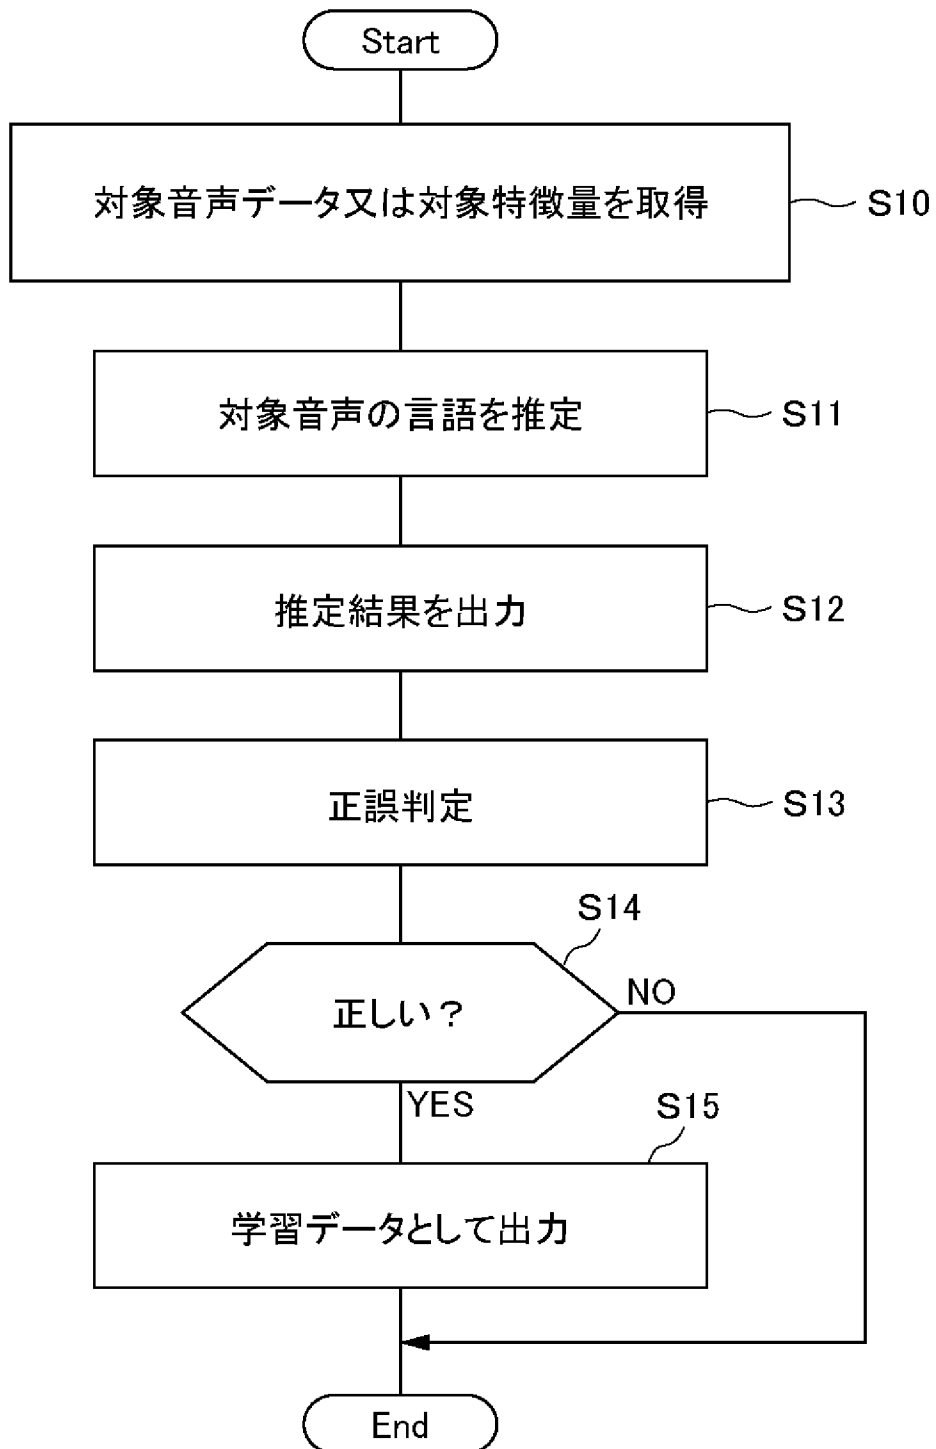 Start
対象音声データ又は対象特徴量を取得
S10
対象音声の言語を推定
S11
推定結果を出力
S12
正誤判定
S13
S14
正しい？
NO
YES
S15
学習データとして出力
End